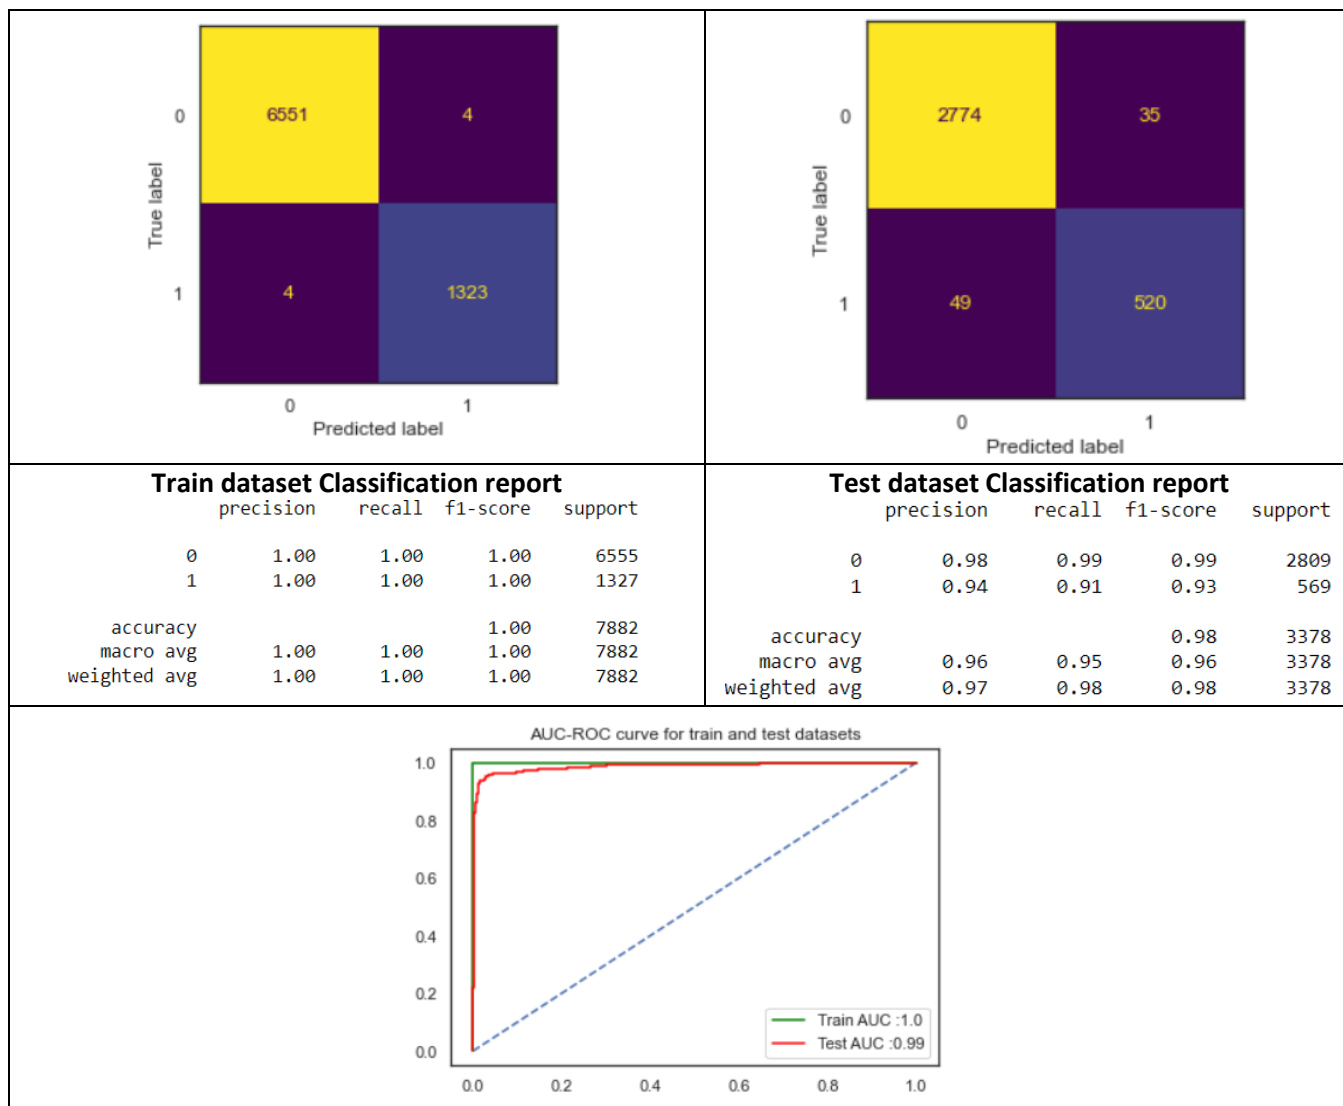 0
6551
4
True label
1
4
1323
0
1
Predicted label
0
2774
35
True label
1
49
520
0
1
Predicted label
Train dataset Classification report
precision recall f1-score support
0 1.00 1.00 1.00 6555
1 1.00 1.00 1.00 1327
accuracy 1.00 7882
macro avg 1.00 1.00 1.00 7882
weighted avg 1.00 1.00 1.00 7882
Test dataset Classification report
precision recall f1-score support
0 0.98 0.99 0.99 2809
1 0.94 0.91 0.93 569
accuracy 0.98 3378
macro avg 0.96 0.95 0.96 3378
weighted avg 0.97 0.98 0.98 3378
AUC-ROC curve for train and test datasets
1.0
0.8
0.6
0.4
0.2
0.0
Train AUC :1.0
Test AUC :0.99
0.0 0.2 0.4 0.6 0.8 1.0